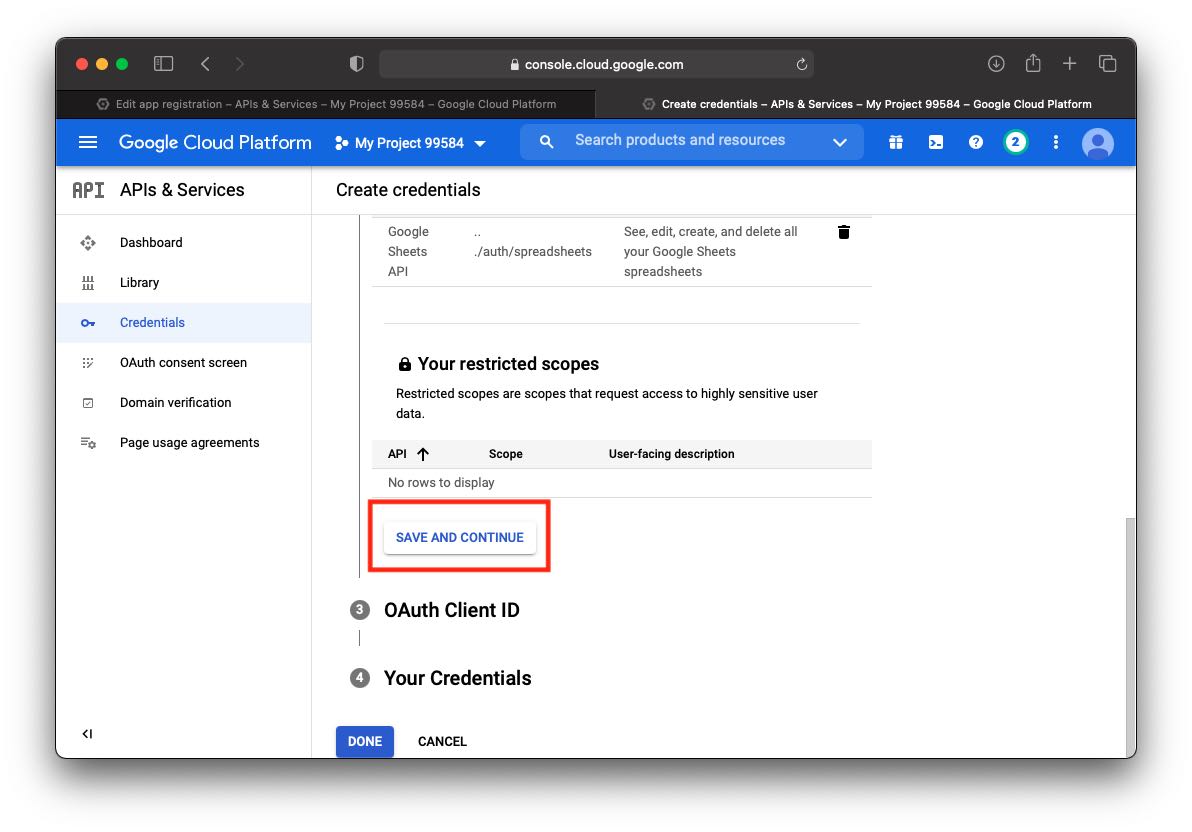 console.cloud.google.com
Edit app registration – APIs & Services – My Project 99584 – Google Cloud Platform
Create credentials – APIs & Services – My Project 99584 – Google Cloud Platform
Google Cloud Platform
My Project 99584
Search products and resources
2
API
APIs & Services
Create credentials
Dashboard
Library
Credentials
OAuth consent screen
Domain verification
Page usage agreements
Google
Sheets
API
..
./auth/spreadsheets
See, edit, create, and delete all
your Google Sheets
spreadsheets
Your restricted scopes
Restricted scopes are scopes that request access to highly sensitive user
data.
API
Scope
User-facing description
No rows to display
SAVE AND CONTINUE
3 OAuth Client ID
4 Your Credentials
DONE
CANCEL